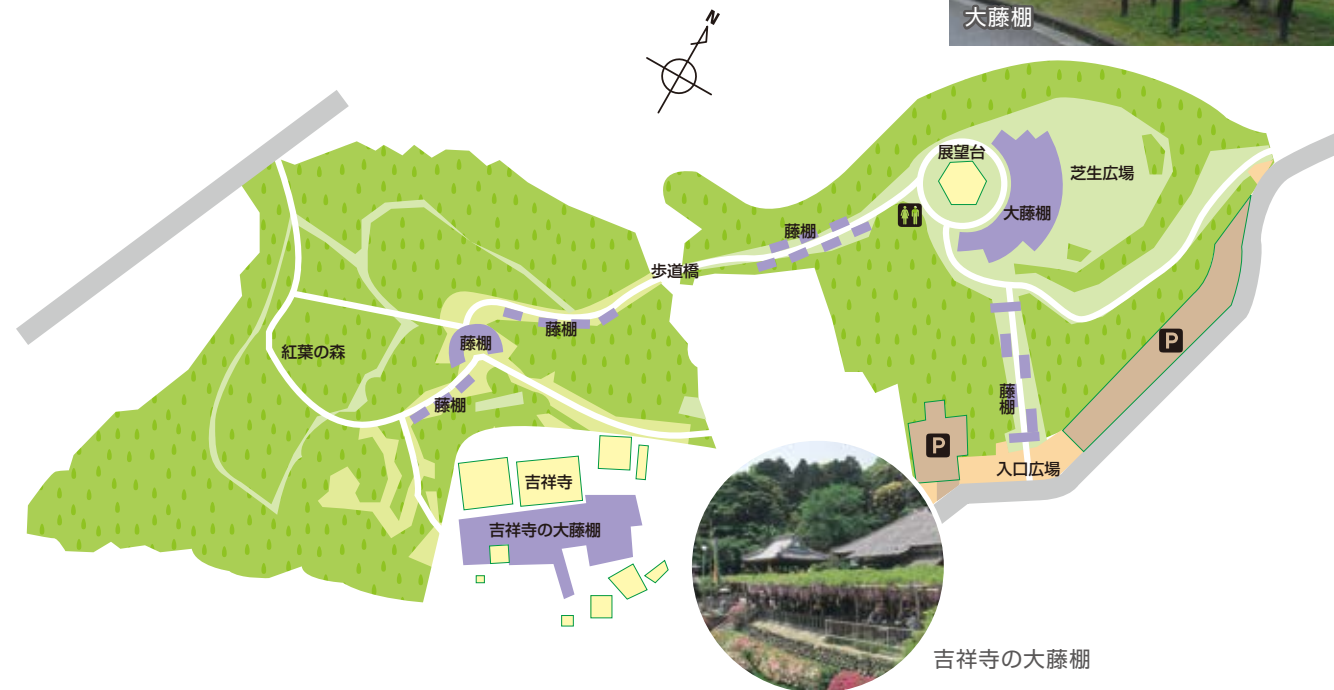 大藤棚
N
展望台
芝生広場
大藤棚
藤棚
歩道橋
藤棚
藤棚
紅葉の森
藤棚
P
藤棚
P
入口広場
吉祥寺
吉祥寺の大藤棚
吉祥寺の大藤棚